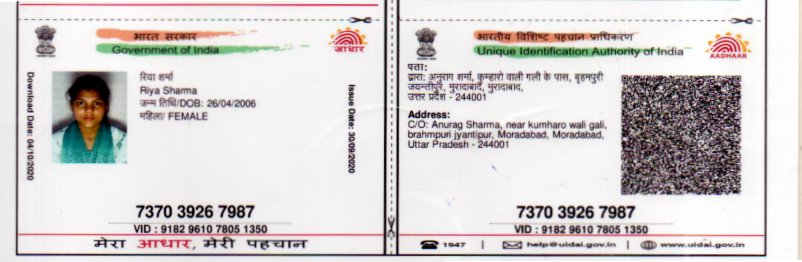 भारत सरकार
Government of India
आधार
Download Date: 04/10/2020
रिया शर्मा
Riya Sharma
जन्म तिथि/DOB: 26/04/2006
महिला/ FEMALE
Issue Date: 30/09/2020
7370 3926 7987
VID : 9182 9610 7805 1350
मेरा आधार, मेरी पहचान
भारतीय विशिष्ट पहचान प्राधिकरण
Unique Identification Authority of India
AADHAAR
पता:
द्वारा: अनुराग शर्मा, कुम्हारो वाली गली के पास, बृहमपुरी
जयन्तीपुर, मुरादाबाद, मुरादाबाद,
उत्तर प्रदेश - 244001
Address:
C/O: Anurag Sharma, near kumharo wali gali,
brahmpuri jyantipur, Moradabad, Moradabad,
Uttar Pradesh - 244001
7370 3926 7987
VID : 9182 9610 7805 1350
1947 | help@uidai.gov.in | www.uidai.gov.in